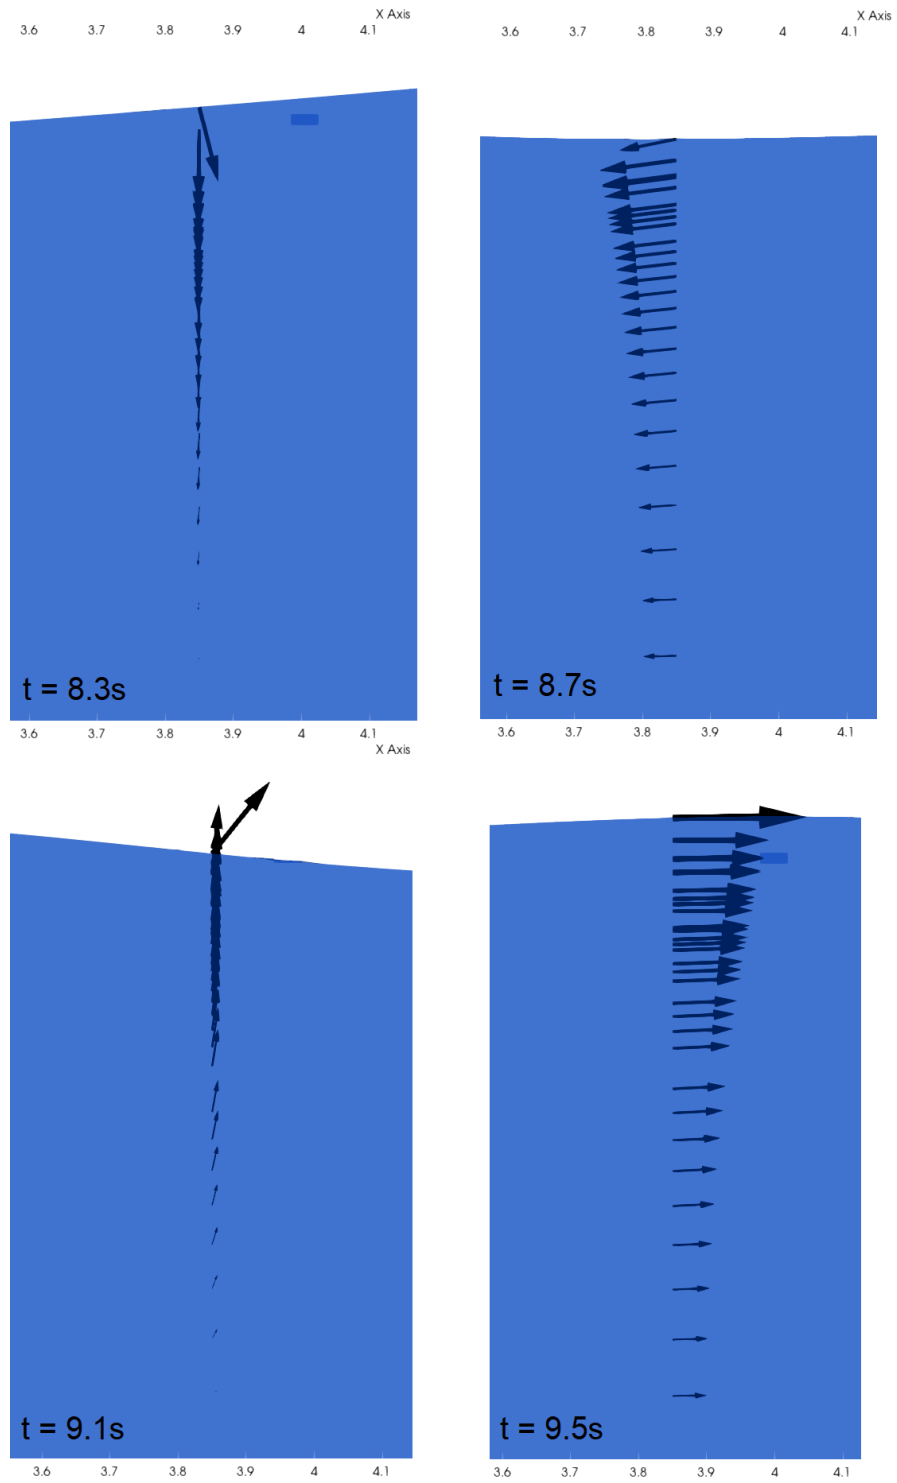 X Axis
3.6 3.7 3.8 3.9 4 4.1
t = 8.3s
3.6 3.7 3.8 3.9 4 4.1
X Axis
X Axis
3.6 3.7 3.8 3.9 4 4.1
t = 8.7s
3.6 3.7 3.8 3.9 4 4.1
t = 9.1s
3.6 3.7 3.8 3.9 4 4.1
t = 9.5s
3.6 3.7 3.8 3.9 4 4.1